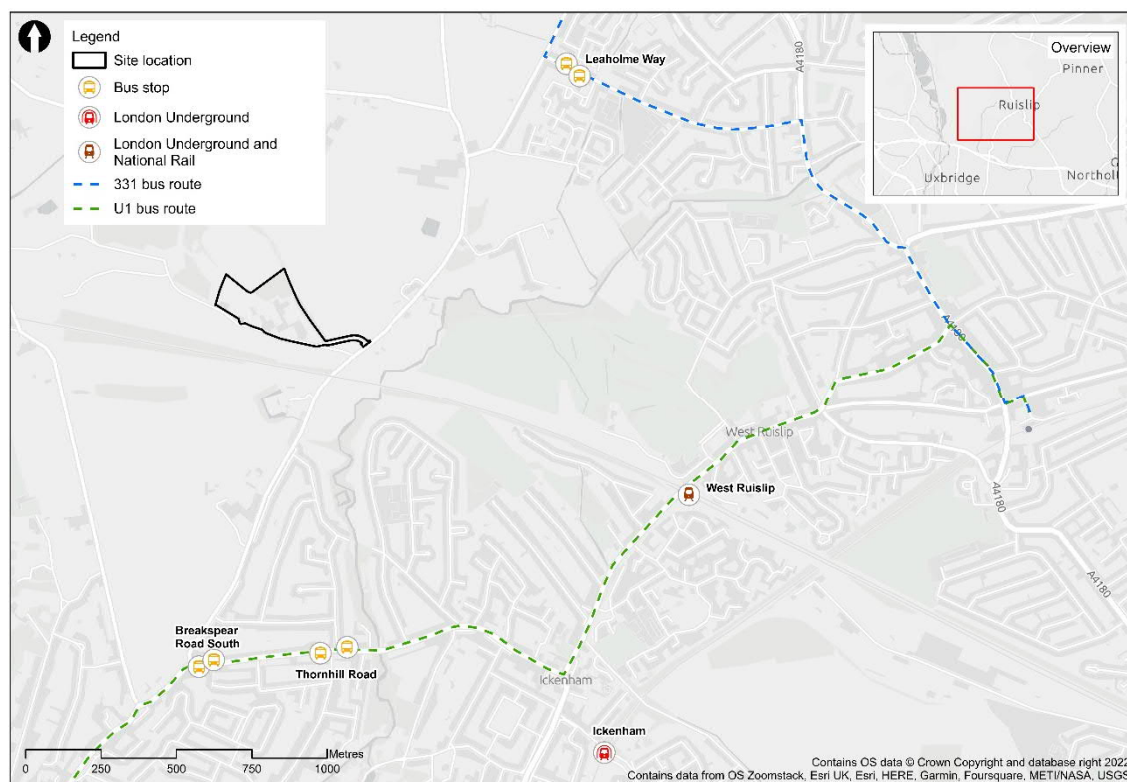 Legend
Site location
Bus stop
London Underground
London Underground and
National Rail
331 bus route
U1 bus route
Leaholme Way
A4180
Overview
Pinner
Ruislip
Uxbridge
G
Northolt
A4180
West Ruislip
West Ruislip
A4180
A4180
Breakspear
Road South
Thornhill Road
Ickenham
Ickenham
0 250 500 750 1000
Metres
Contains OS data © Crown Copyright and database right 2022
Contains data from OS Zoomstack, Esri UK, Esri, HERE, Garmin, Foursquare, METI/NASA, USGS